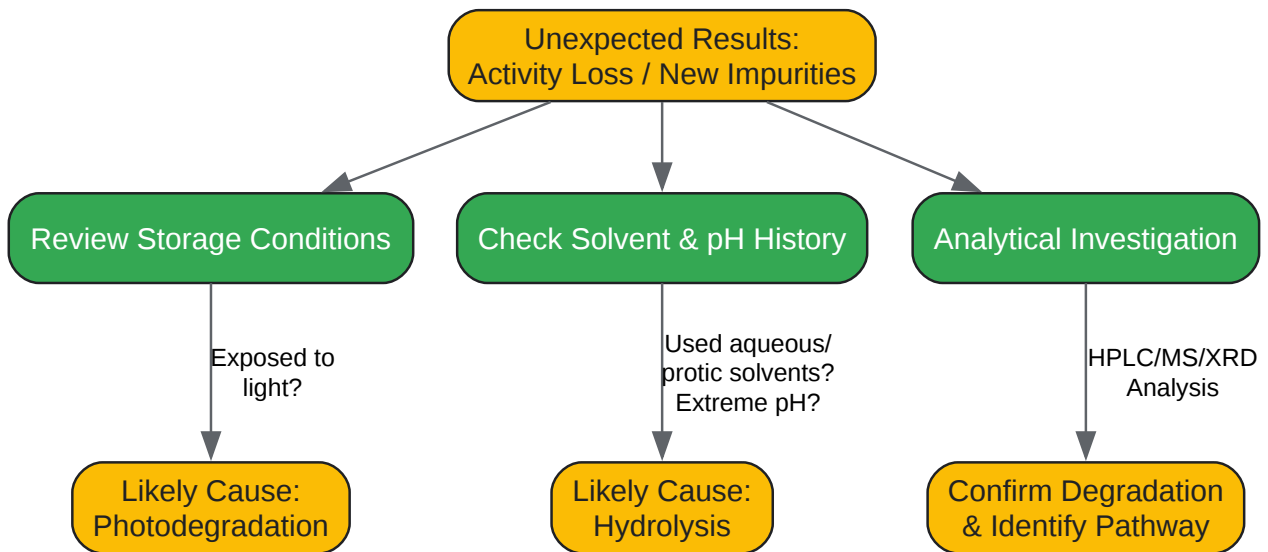 Unexpected Results:
Activity Loss / New Impurities
Review Storage Conditions
Check Solvent & pH History
Analytical Investigation
Exposed to
light?
Used aqueous/
protic solvents?
Extreme pH?
HPLC/MS/XRD
Analysis
Likely Cause:
Photodegradation
Likely Cause:
Hydrolysis
Confirm Degradation
& Identify Pathway